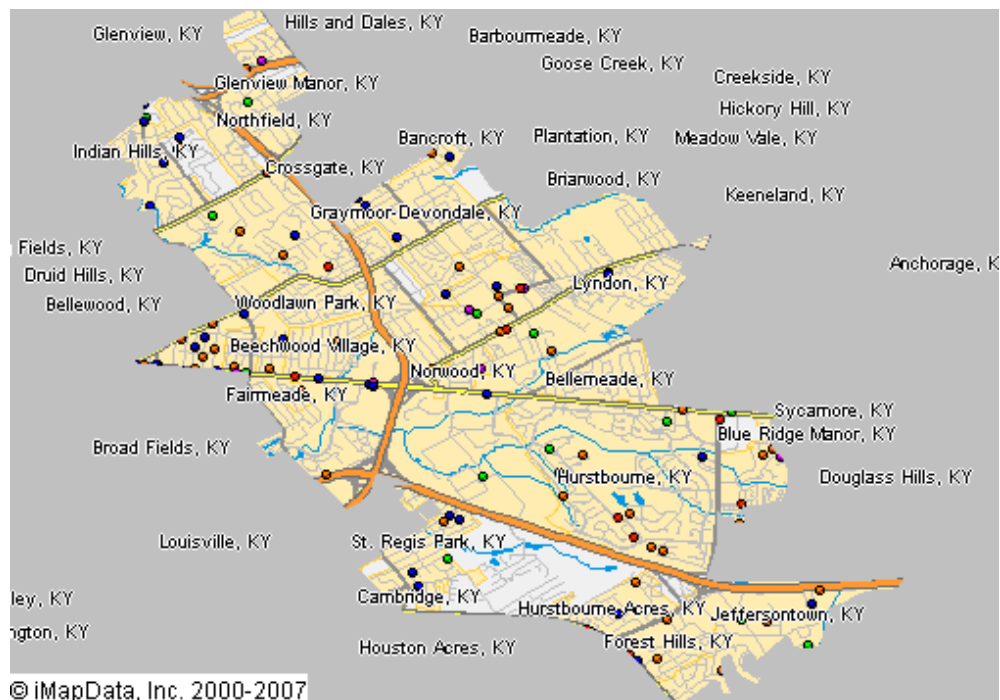 Hills and Dales, KY
Glenview, KY
Barbourmeade, KY
Goose Creek, KY
Creekside, KY
Glenview Manor, KY
Hickory Hill, KY
Northfield, KY
Bancroft, KY
Plantation, KY
Meadow Vale, KY
Indian Hills, KY
Crossgate, KY
Briarwood, KY
Keeneland, KY
Graymoor-Devondale, KY
Fields, KY
Anchorage, K
Druid Hills, KY
Lyndon, KY
Bellewood, KY
Woodlawn Park, KY
Beechwood Village, KY
Norwood, KY
Bellemeade, KY
Fairmeade, KY
Sycamore, KY
Blue Ridge Manor, KY
Broad Fields, KY
Hurstbourne, KY
Douglass Hills, KY
Louisville, KY
St. Regis Park, KY
Cambridge, KY
ley, KY
Hurstbourne Acres, KY
Jeffersontown, KY
ngton, KY
Forest Hills, KY
Houston Acres, KY
© iMapData, Inc. 2000-2007